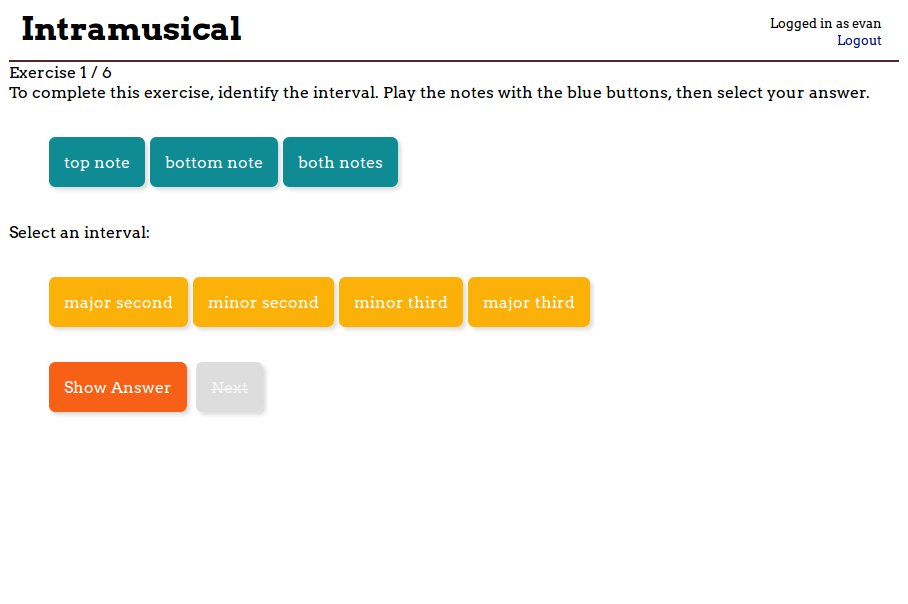 Intramusical
Logged in as evan
Logout
Exercise 1 / 6
To complete this exercise, identify the interval. Play the notes with the blue buttons, then select your answer.
top note bottom note both notes
Select an interval:
major second minor second minor third major third
Show Answer Next